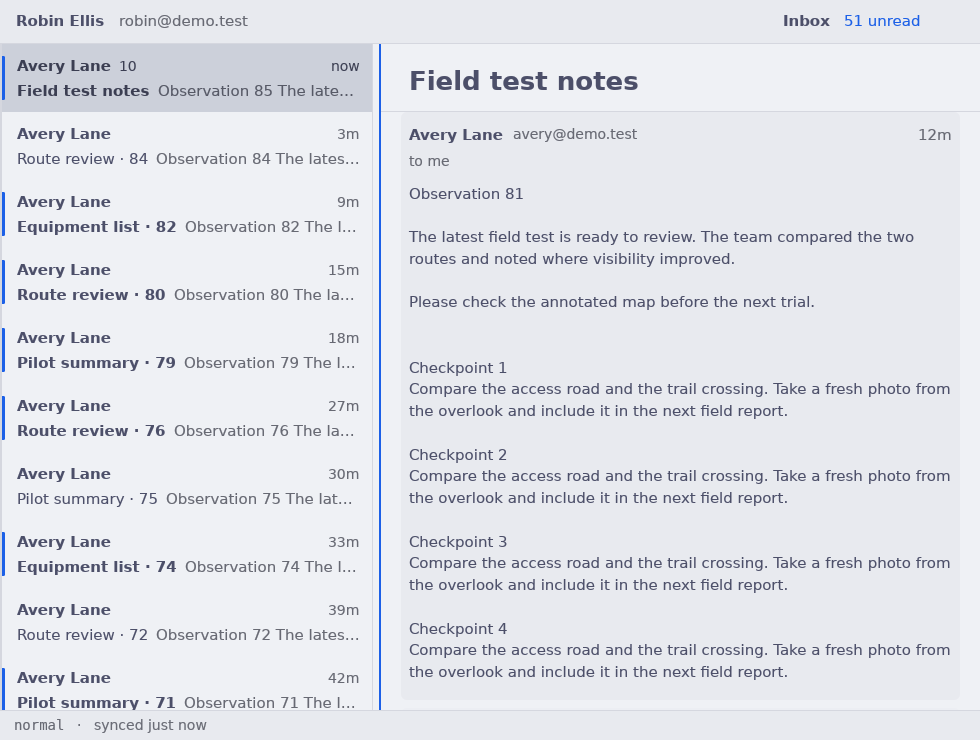 Robin Ellis robin@demo.test
Inbox 51 unread
Avery Lane 10 now
Field test notes Observation 85 The late…
Avery Lane 3m
Route review · 84 Observation 84 The lates…
Avery Lane 9m
Equipment list · 82 Observation 82 The l…
Avery Lane 15m
Route review · 80 Observation 80 The la…
Avery Lane 18m
Pilot summary · 79 Observation 79 The l…
Avery Lane 27m
Route review · 76 Observation 76 The la…
Avery Lane 30m
Pilot summary · 75 Observation 75 The lat…
Avery Lane 33m
Equipment list · 74 Observation 74 The l…
Avery Lane 39m
Route review · 72 Observation 72 The lates…
Avery Lane 42m
Pilot summary · 71 Observation 71 The l…
Field test notes
Avery Lane avery@demo.test 12m
to me
Observation 81
The latest field test is ready to review. The team compared the two
routes and noted where visibility improved.
Please check the annotated map before the next trial.
Checkpoint 1
Compare the access road and the trail crossing. Take a fresh photo from
the overlook and include it in the next field report.
Checkpoint 2
Compare the access road and the trail crossing. Take a fresh photo from
the overlook and include it in the next field report.
Checkpoint 3
Compare the access road and the trail crossing. Take a fresh photo from
the overlook and include it in the next field report.
Checkpoint 4
Compare the access road and the trail crossing. Take a fresh photo from
the overlook and include it in the next field report.
normal · synced just now